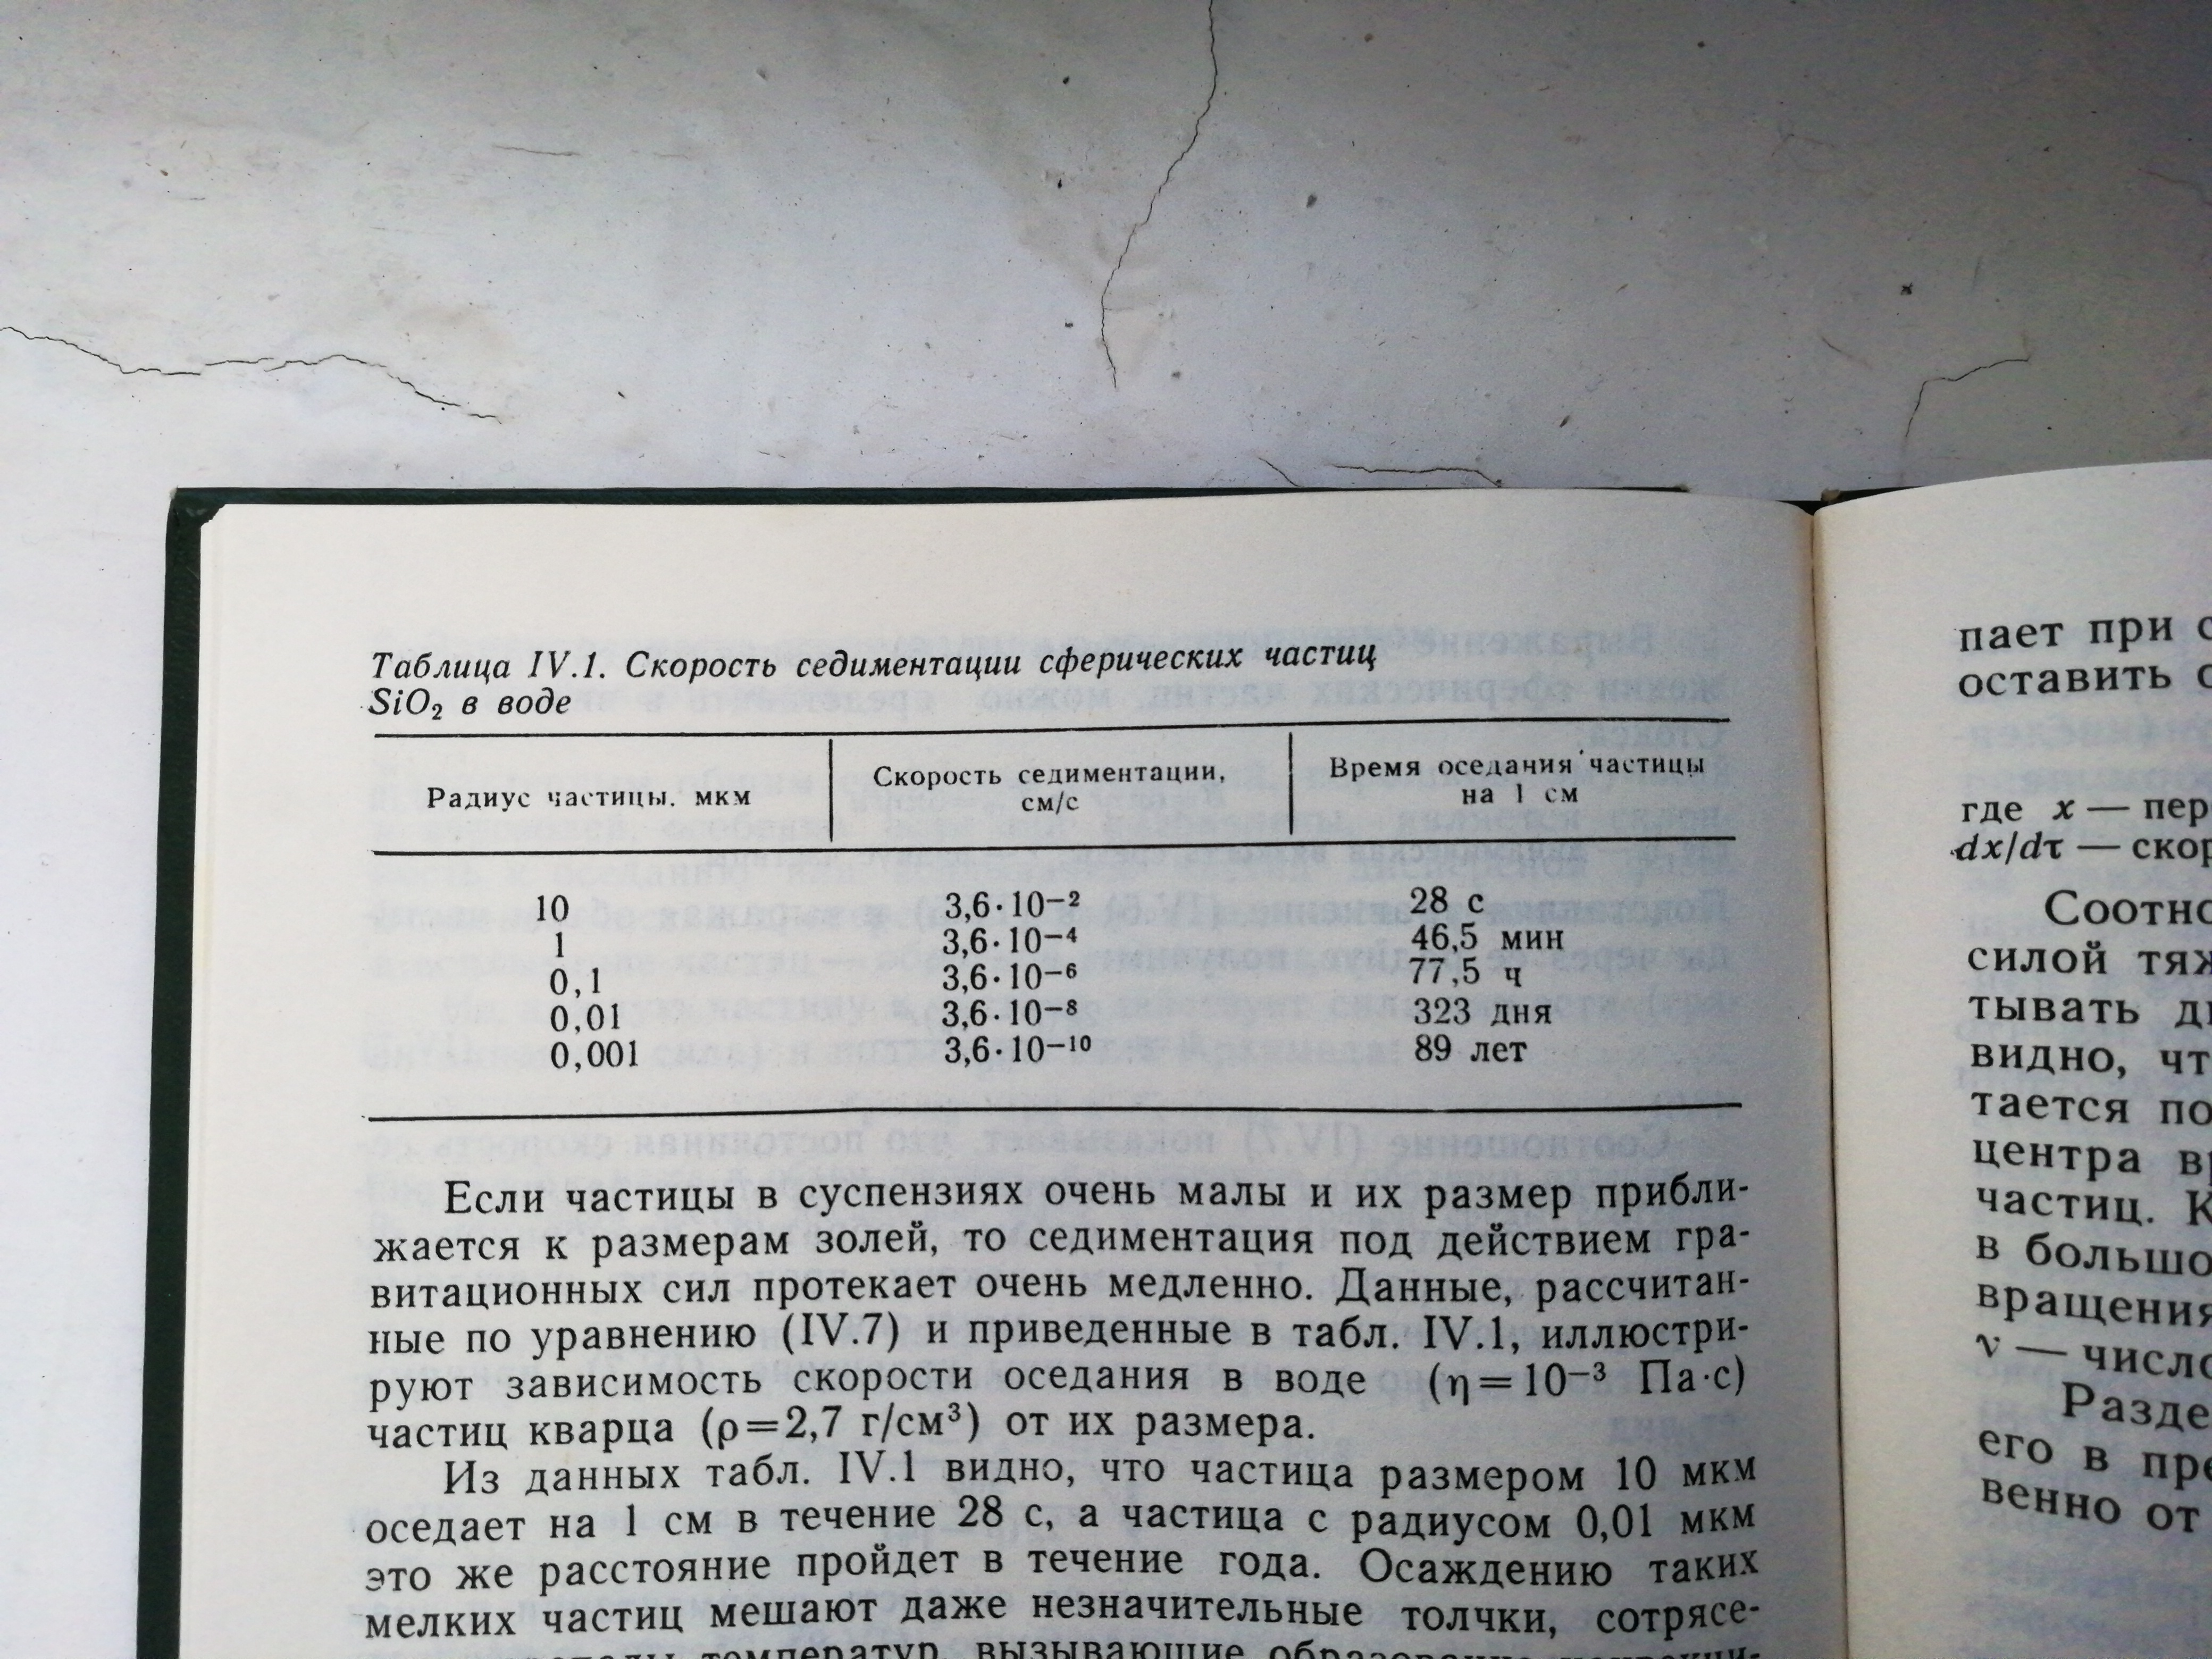 Таблица IV.1. Скорость седиментации сферических частиц
SiO₂ в воде
Радиус частицы, мкм | Скорость седиментации, см/с | Время оседания частицы на 1 см
10 3,6·10⁻² 28 с
1 3,6·10⁻⁴ 46,5 мин
0,1 3,6·10⁻⁶ 77,5 ч
0,01 3,6·10⁻⁸ 323 дня
0,001 3,6·10⁻¹⁰ 89 лет
Если частицы в суспензиях очень малы и их размер прибли-
жается к размерам золей, то седиментация под действием гра-
витационных сил протекает очень медленно. Данные, рассчитан-
ные по уравнению (IV.7) и приведенные в табл. IV.1, иллюстри-
руют зависимость скорости оседания в воде (η=10⁻³ Па·с)
частиц кварца (ρ=2,7 г/см³) от их размера.
Из данных табл. IV.1 видно, что частица размером 10 мкм
оседает на 1 см в течение 28 с, а частица с радиусом 0,01 мкм
это же расстояние пройдет в течение года. Осаждению таких
мелких частиц мешают даже незначительные толчки, сотрясе-
температур, вызывающие образование
пает при
оставить
где x — пер
dx/dτ — скор
Соотно
силой тяж
тывать
видно, чт
тается по
центра
частиц.
в большо
вращения
ν — число
Разде
его в пре
венно от